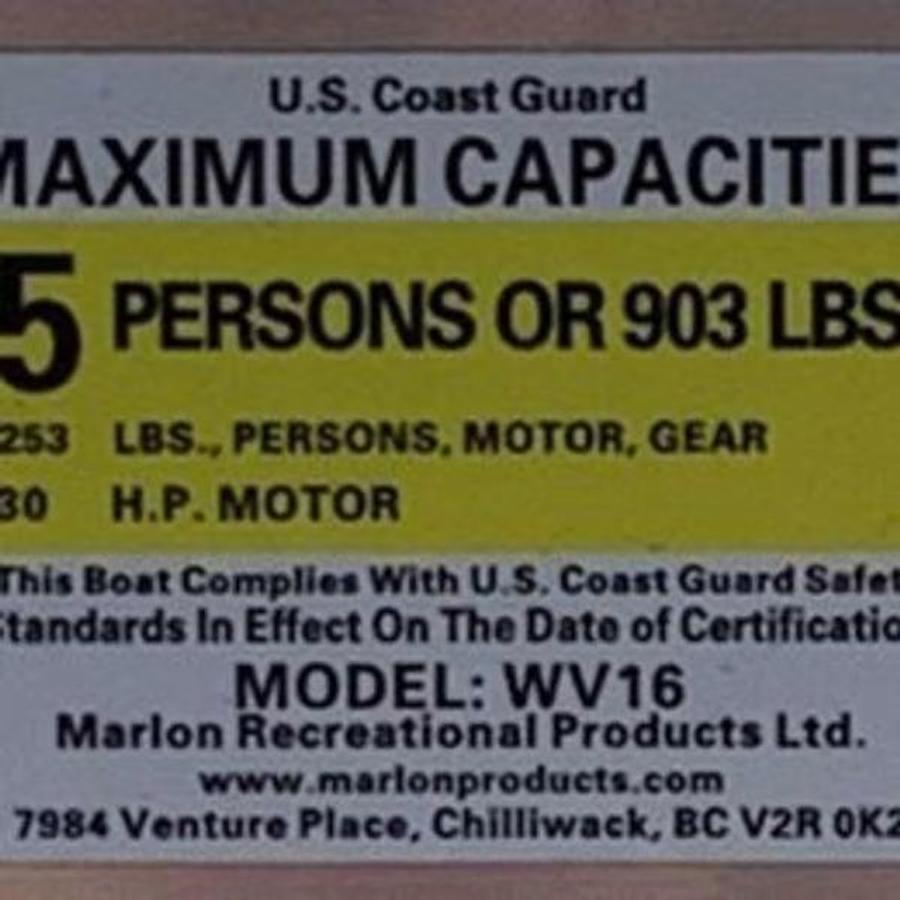 U.S. Coast Guard
MAXIMUM CAPACITIE
5 PERSONS OR 903 LBS
253 LBS., PERSONS, MOTOR, GEAR
30 H.P. MOTOR
This Boat Complies With U.S. Coast Guard Safet
Standards In Effect On The Date of Certificatio
MODEL: WV16
Marlon Recreational Products Ltd.
www.marlonproducts.com
7984 Venture Place, Chilliwack, BC V2R 0K2